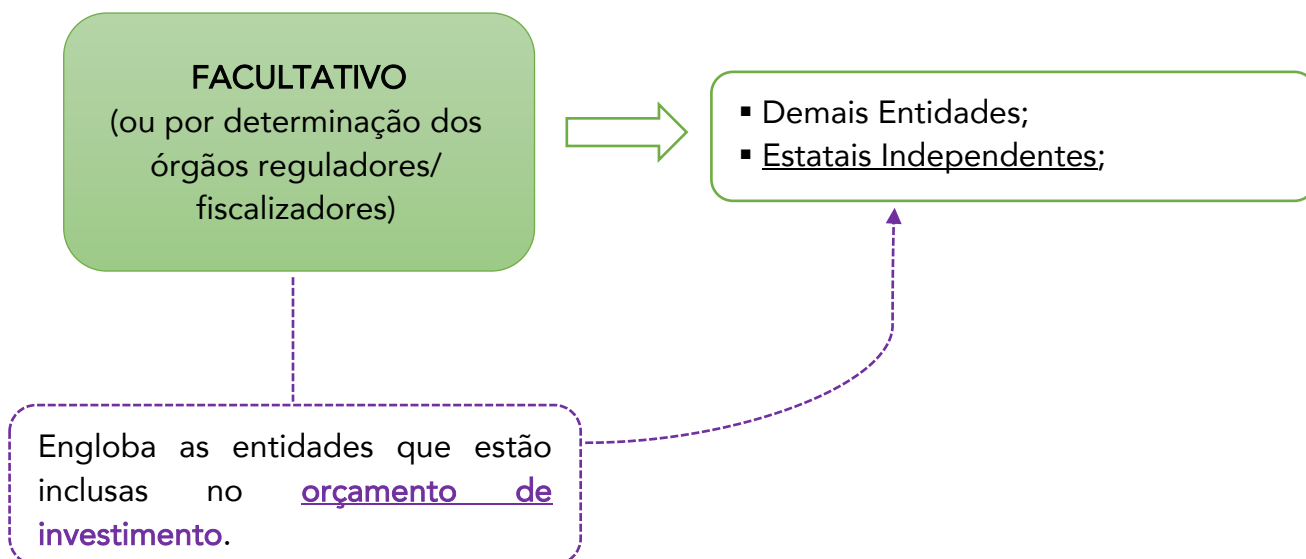 FACULTATIVO
(ou por determinação dos
órgãos reguladores/
fiscalizadores)
▪ Demais Entidades;
▪ Estatais Independentes;
Engloba as entidades que estão
inclusas no orçamento de
investimento.